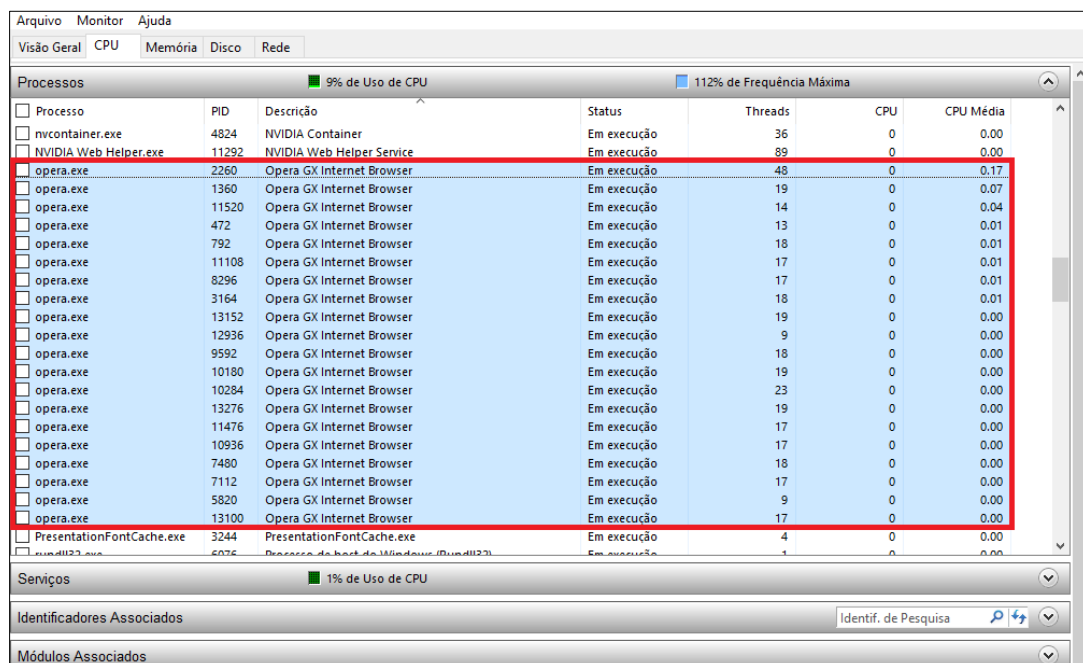 Arquivo Monitor Ajuda
Visão Geral CPU Memória Disco Rede
Processos 9% de Uso de CPU 112% de Frequência Máxima
Processo PID Descrição Status Threads CPU CPU Média
nvcontainer.exe 4824 NVIDIA Container Em execução 36 0 0.00
NVIDIA Web Helper.exe 11292 NVIDIA Web Helper Service Em execução 89 0 0.00
opera.exe 2260 Opera GX Internet Browser Em execução 48 0 0.17
opera.exe 1360 Opera GX Internet Browser Em execução 19 0 0.07
opera.exe 11520 Opera GX Internet Browser Em execução 14 0 0.04
opera.exe 472 Opera GX Internet Browser Em execução 13 0 0.01
opera.exe 792 Opera GX Internet Browser Em execução 18 0 0.01
opera.exe 11108 Opera GX Internet Browser Em execução 17 0 0.01
opera.exe 8296 Opera GX Internet Browser Em execução 17 0 0.01
opera.exe 3164 Opera GX Internet Browser Em execução 18 0 0.01
opera.exe 13152 Opera GX Internet Browser Em execução 19 0 0.00
opera.exe 12936 Opera GX Internet Browser Em execução 9 0 0.00
opera.exe 9592 Opera GX Internet Browser Em execução 18 0 0.00
opera.exe 10180 Opera GX Internet Browser Em execução 19 0 0.00
opera.exe 10284 Opera GX Internet Browser Em execução 23 0 0.00
opera.exe 13276 Opera GX Internet Browser Em execução 19 0 0.00
opera.exe 11476 Opera GX Internet Browser Em execução 17 0 0.00
opera.exe 10936 Opera GX Internet Browser Em execução 17 0 0.00
opera.exe 7480 Opera GX Internet Browser Em execução 18 0 0.00
opera.exe 7112 Opera GX Internet Browser Em execução 17 0 0.00
opera.exe 5820 Opera GX Internet Browser Em execução 9 0 0.00
opera.exe 13100 Opera GX Internet Browser Em execução 17 0 0.00
PresentationFontCache.exe 3244 PresentationFontCache.exe Em execução 4 0 0.00
rundll32.exe 6076 Processo de host do Windows (Rundll32) Em execução 1 0 0.00
Serviços 1% de Uso de CPU
Identificadores Associados Identif. de Pesquisa
Módulos Associados